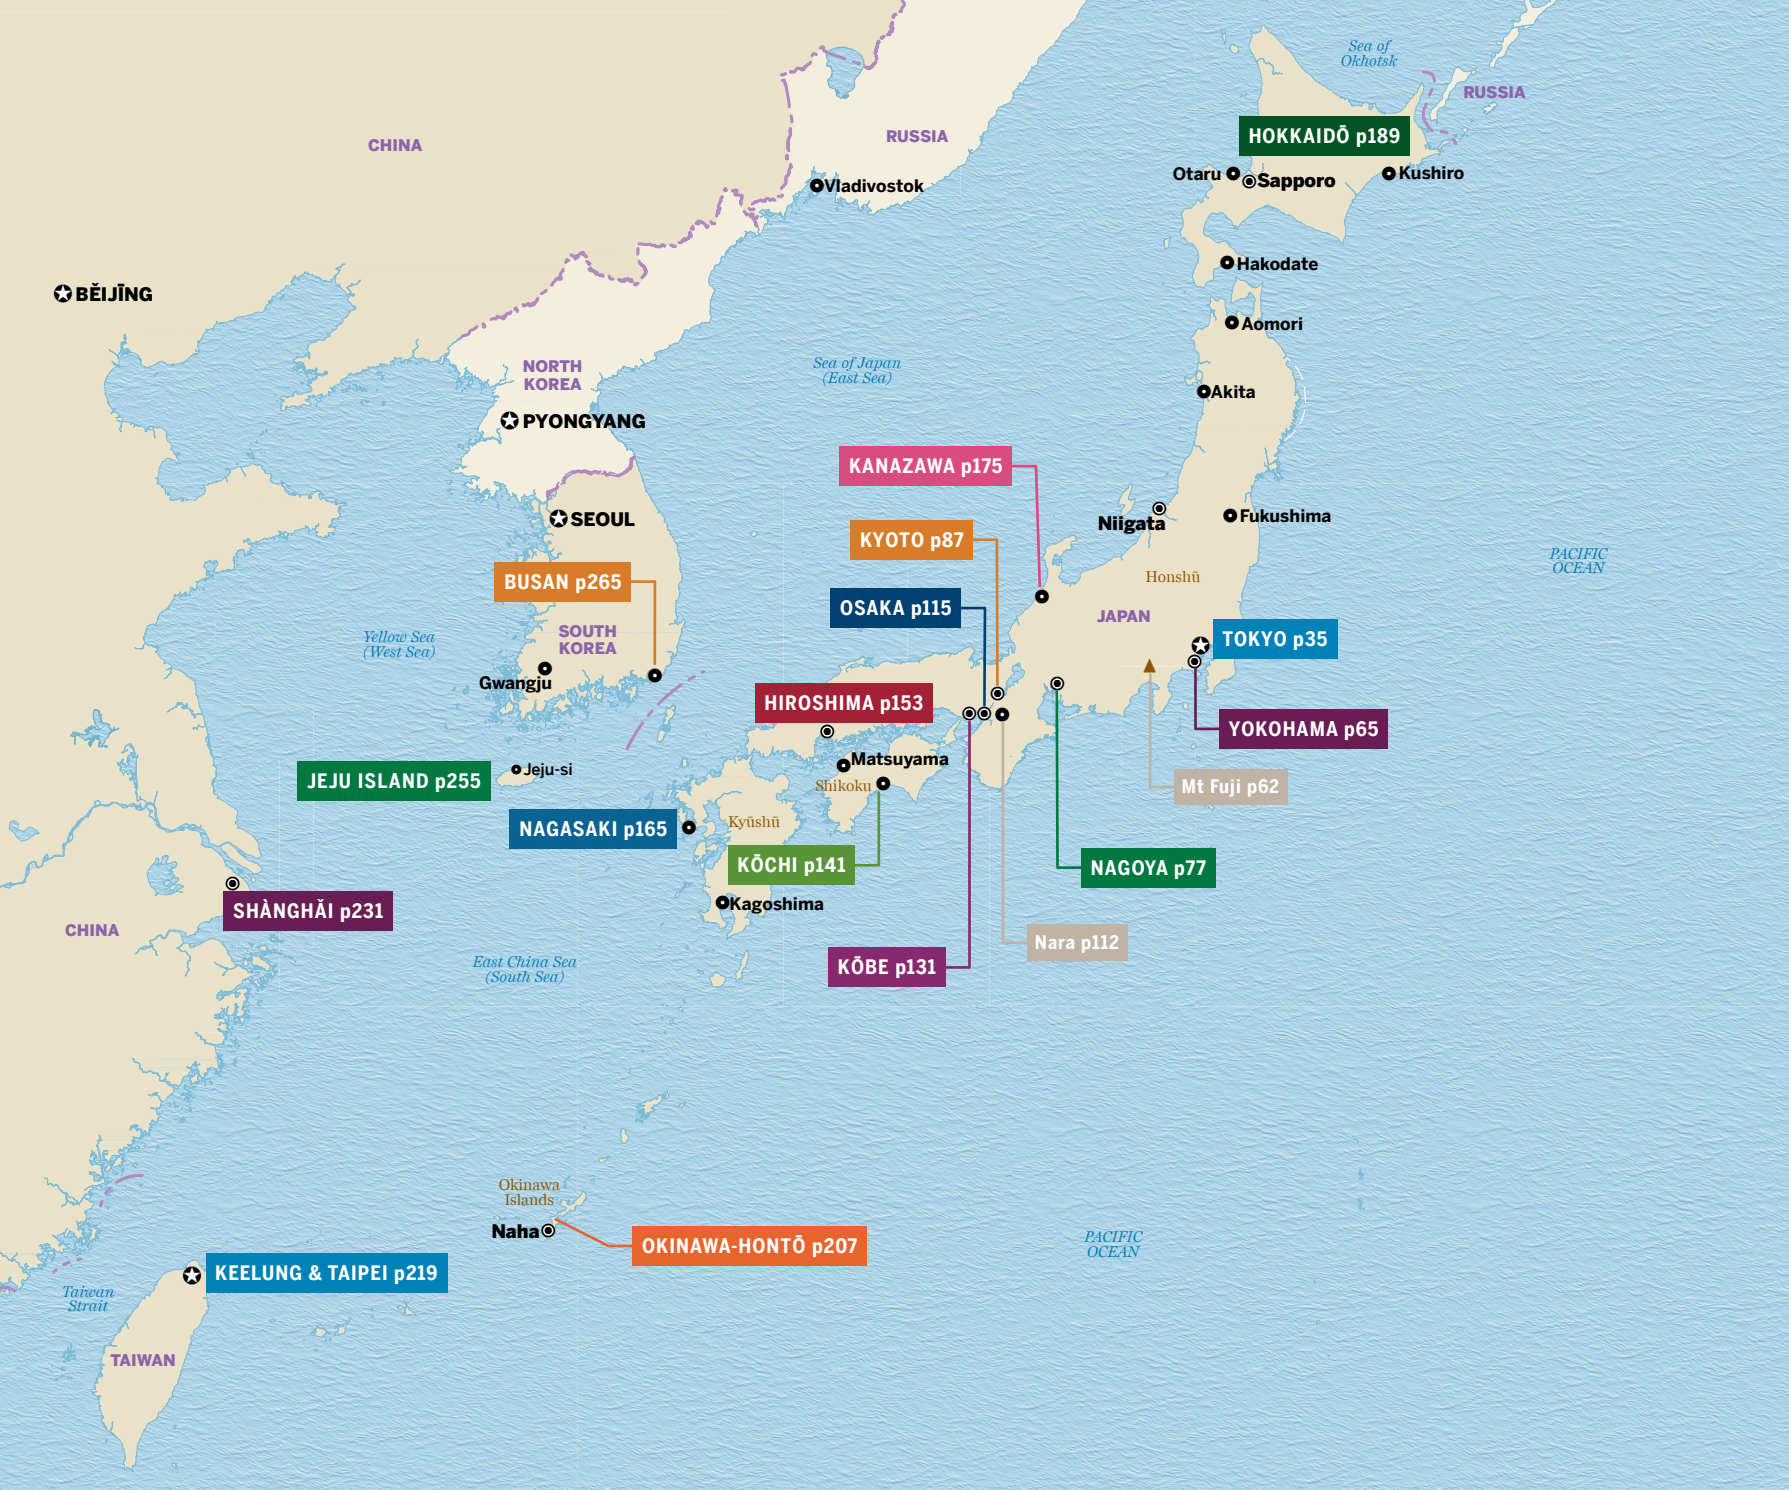 Sea of
Okhotsk
RUSSIA
CHINA
RUSSIA
HOKKAIDŌ p189
Otaru
Sapporo
Kushiro
Vladivostok
Hakodate
BĚIJĪNG
Aomori
NORTH
KOREA
Sea of Japan
(East Sea)
Akita
PYONGYANG
KANAZAWA p175
SEOUL
Niigata
Fukushima
KYOTO p87
PACIFIC
OCEAN
BUSAN p265
Honshū
OSAKA p115
JAPAN
Yellow Sea
(West Sea)
SOUTH
KOREA
TOKYO p35
Gwangju
HIROSHIMA p153
YOKOHAMA p65
Matsuyama
JEJU ISLAND p255
Jeju-si
Shikoku
Mt Fuji p62
NAGASAKI p165
Kyūshū
KŌCHI p141
NAGOYA p77
SHÀNGHǍI p231
Kagoshima
CHINA
Nara p112
East China Sea
(South Sea)
KŌBE p131
Okinawa
Islands
Naha
OKINAWA-HONTŌ p207
PACIFIC
OCEAN
KEELUNG & TAIPEI p219
Taiwan
Strait
TAIWAN